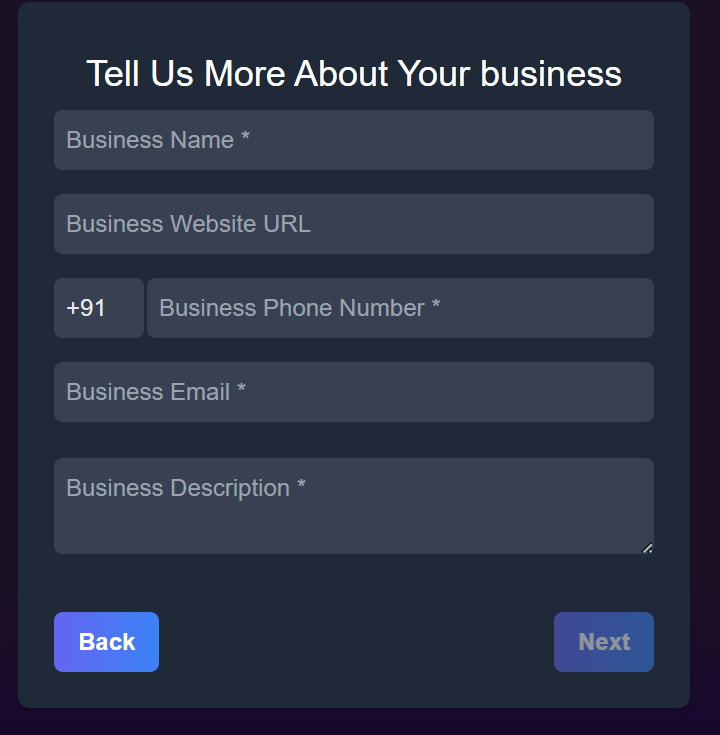 Tell Us More About Your business
Business Name *
Business Website URL
+91 Business Phone Number *
Business Email *
Business Description *
Back Next